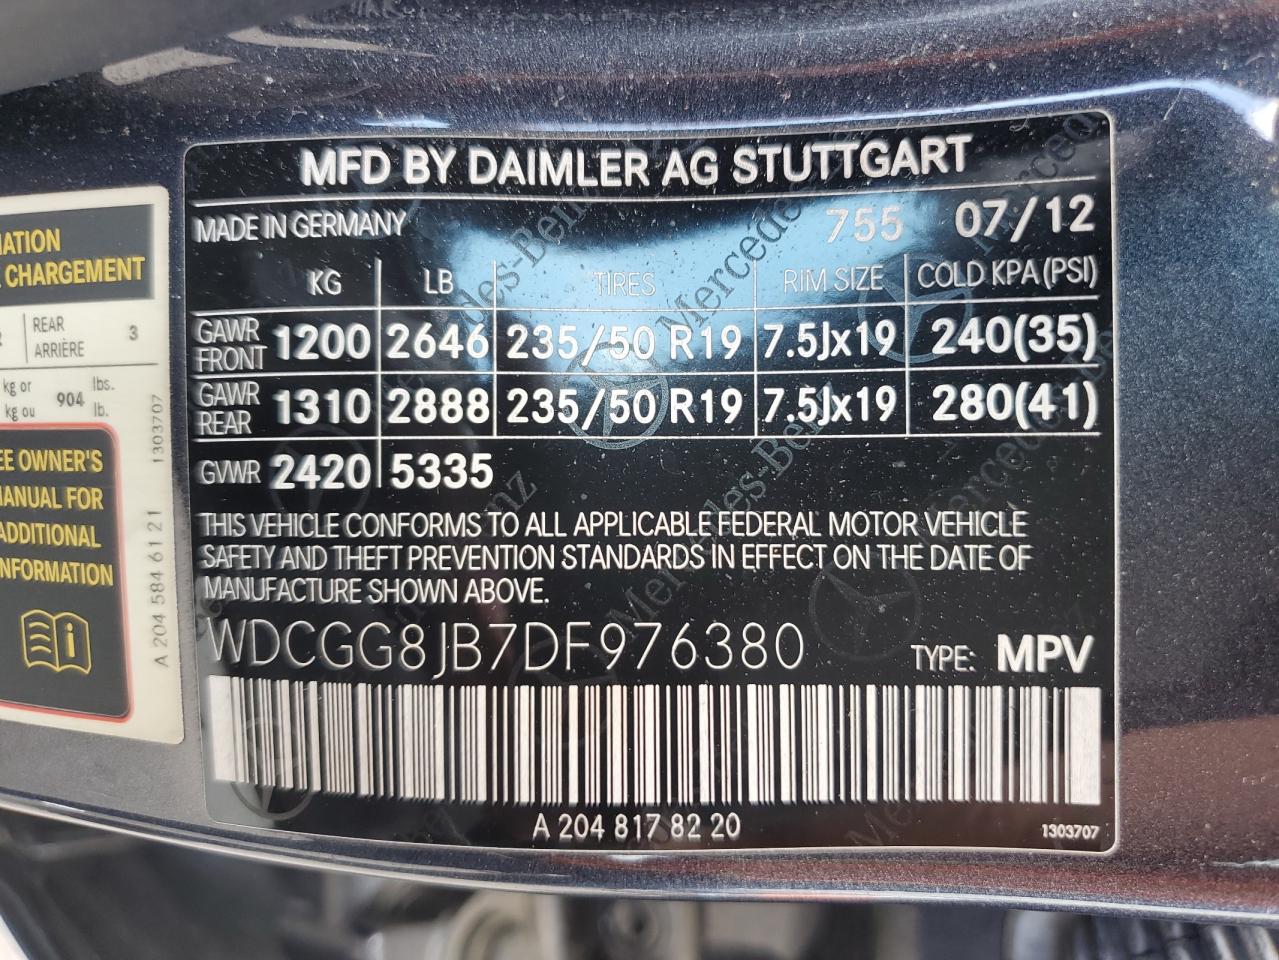 MFD BY DAIMLER AG STUTTGART
MADE IN GERMANY 755 07/12
KG LB TIRES RIM SIZE COLD KPA (PSI)
GAWR FRONT 1200 2646 235/50 R19 7.5Jx19 240(35)
GAWR REAR 1310 2888 235/50 R19 7.5Jx19 280(41)
GVWR 2420 5335
THIS VEHICLE CONFORMS TO ALL APPLICABLE FEDERAL MOTOR VEHICLE
SAFETY AND THEFT PREVENTION STANDARDS IN EFFECT ON THE DATE OF
MANUFACTURE SHOWN ABOVE.
WDCGG8JB7DF976380 TYPE: MPV
A 204 817 82 20 1303707
CHARGEMENT
REAR
ARRIÈRE 3
kg or 904 lbs.
kg ou lb.
OWNER'S
MANUAL FOR
ADDITIONAL
INFORMATION
A 204 584 61 21 1303707
Mercedes-Benz